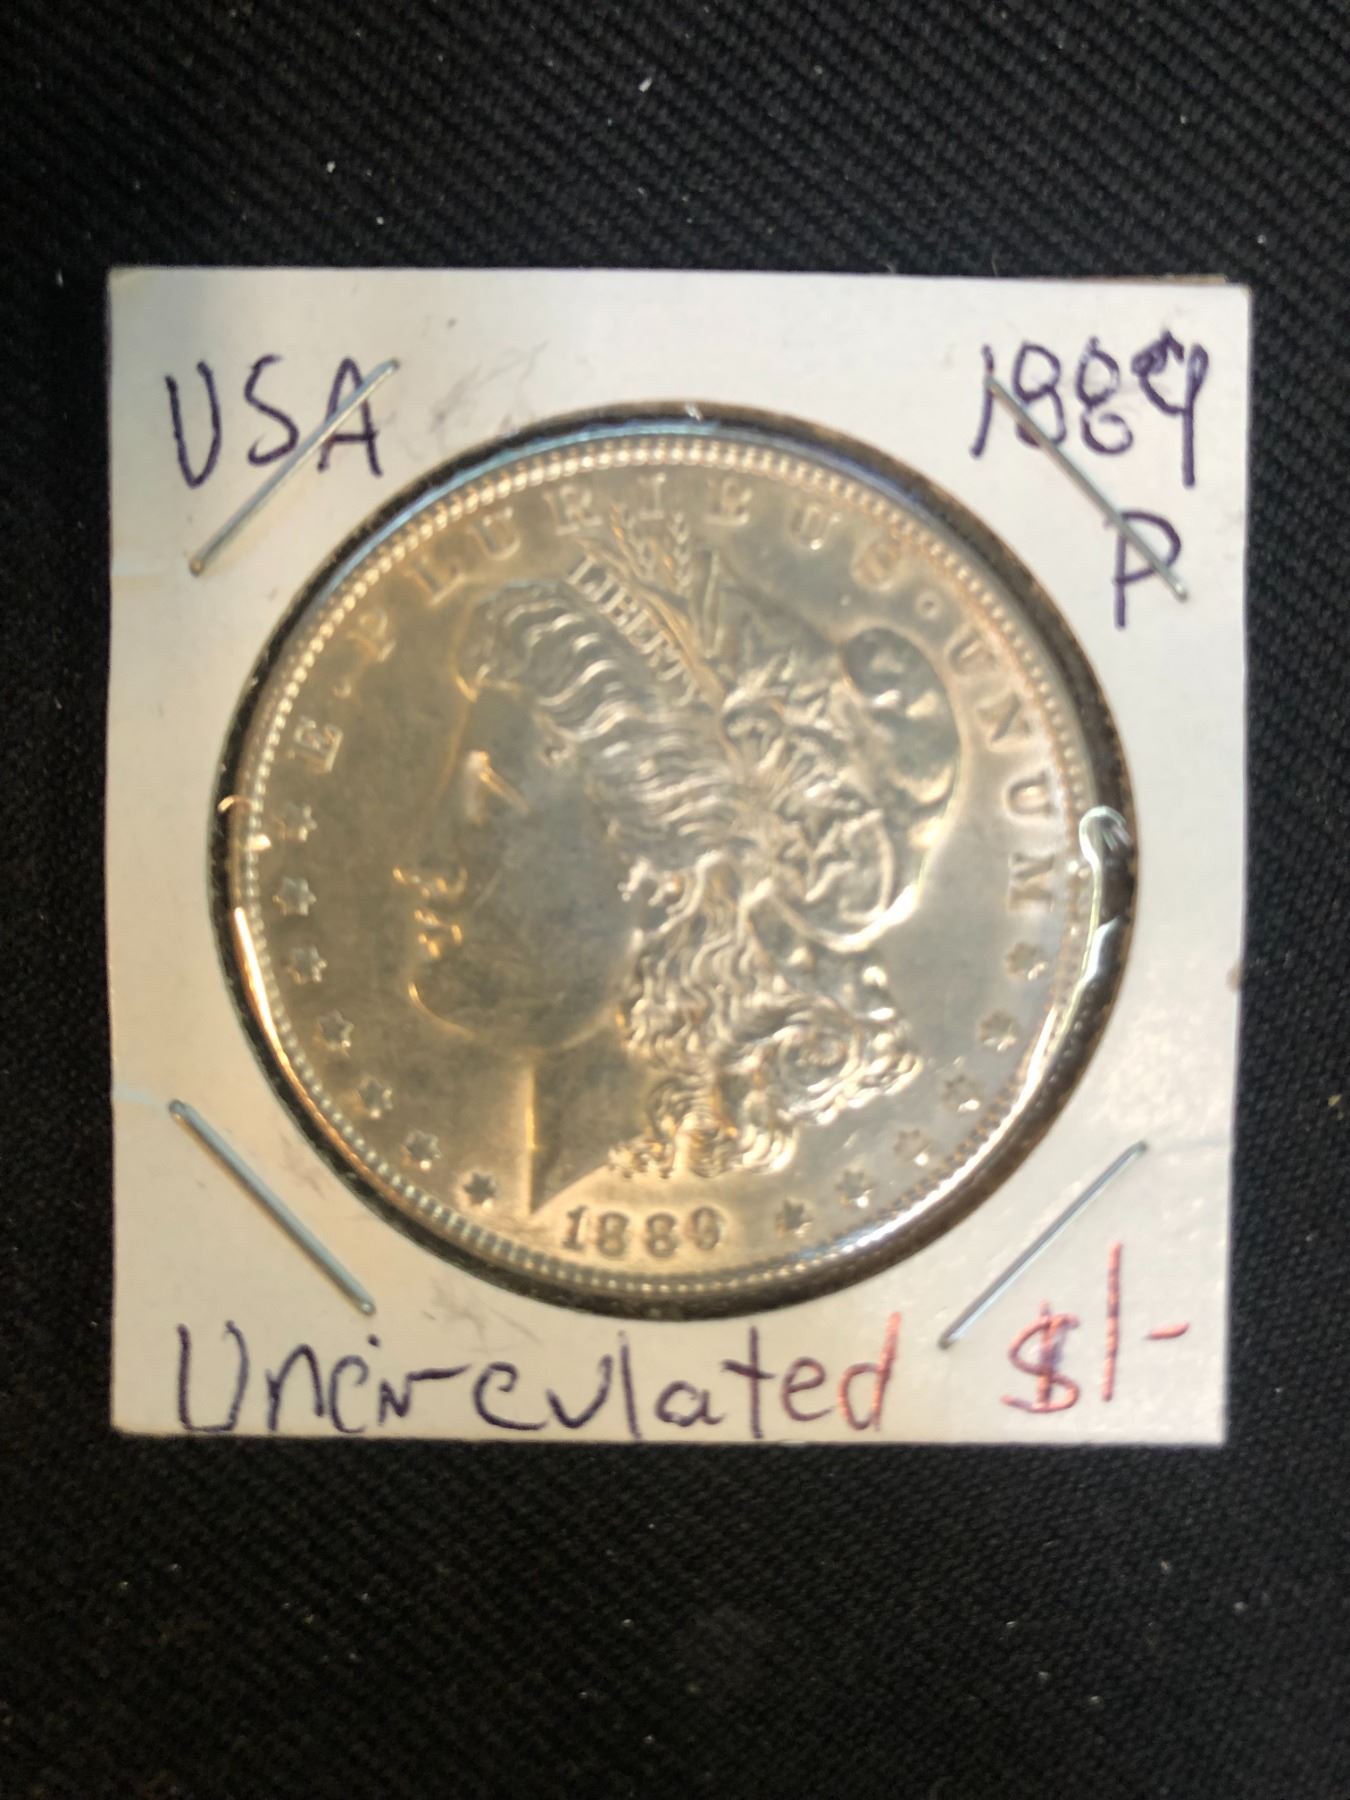 USA
1889
P
E·PLURIBUS·UNUM
LIBERTY
1889
Uncirculated
$1-